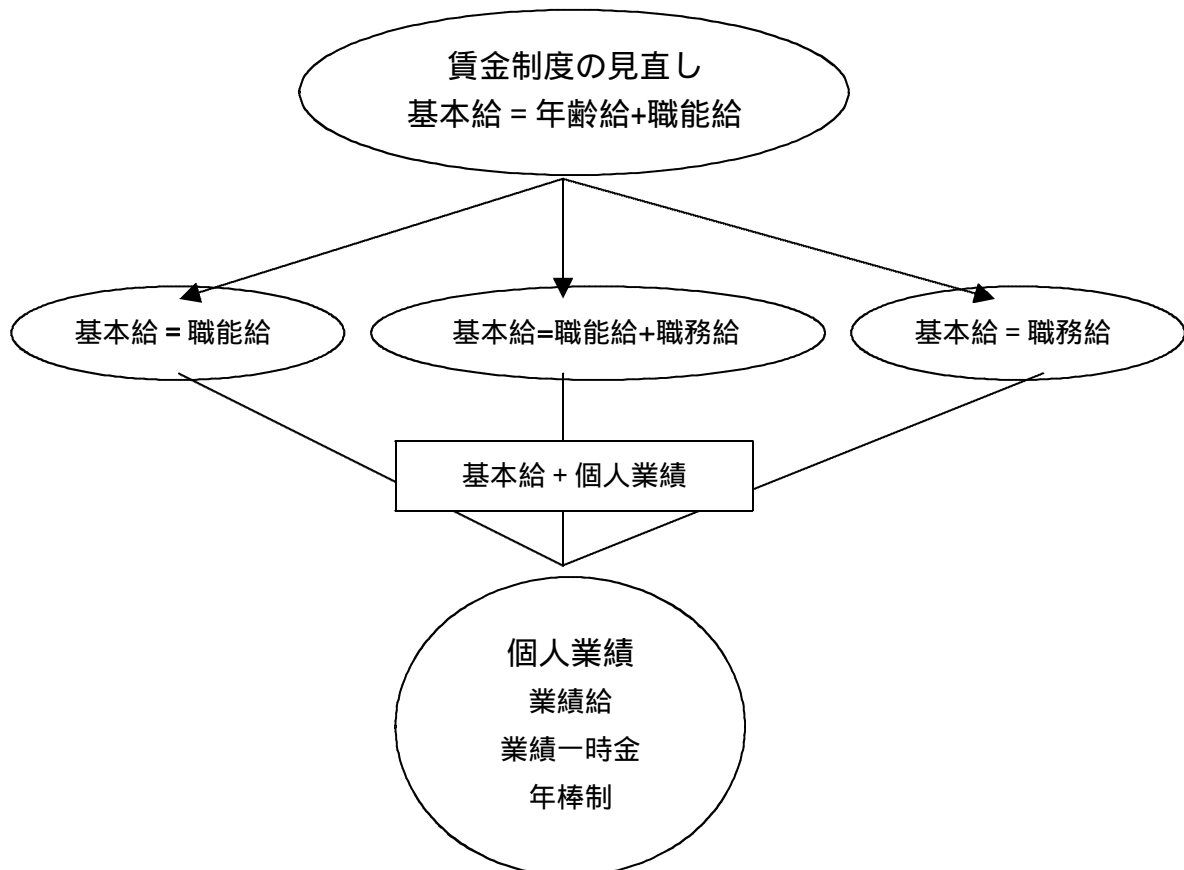 賃金制度の見直し
基本給 = 年齢給+職能給
基本給 = 職能給
基本給=職能給+職務給
基本給 = 職務給
基本給 + 個人業績
個人業績
業績給
業績一時金
年棒制